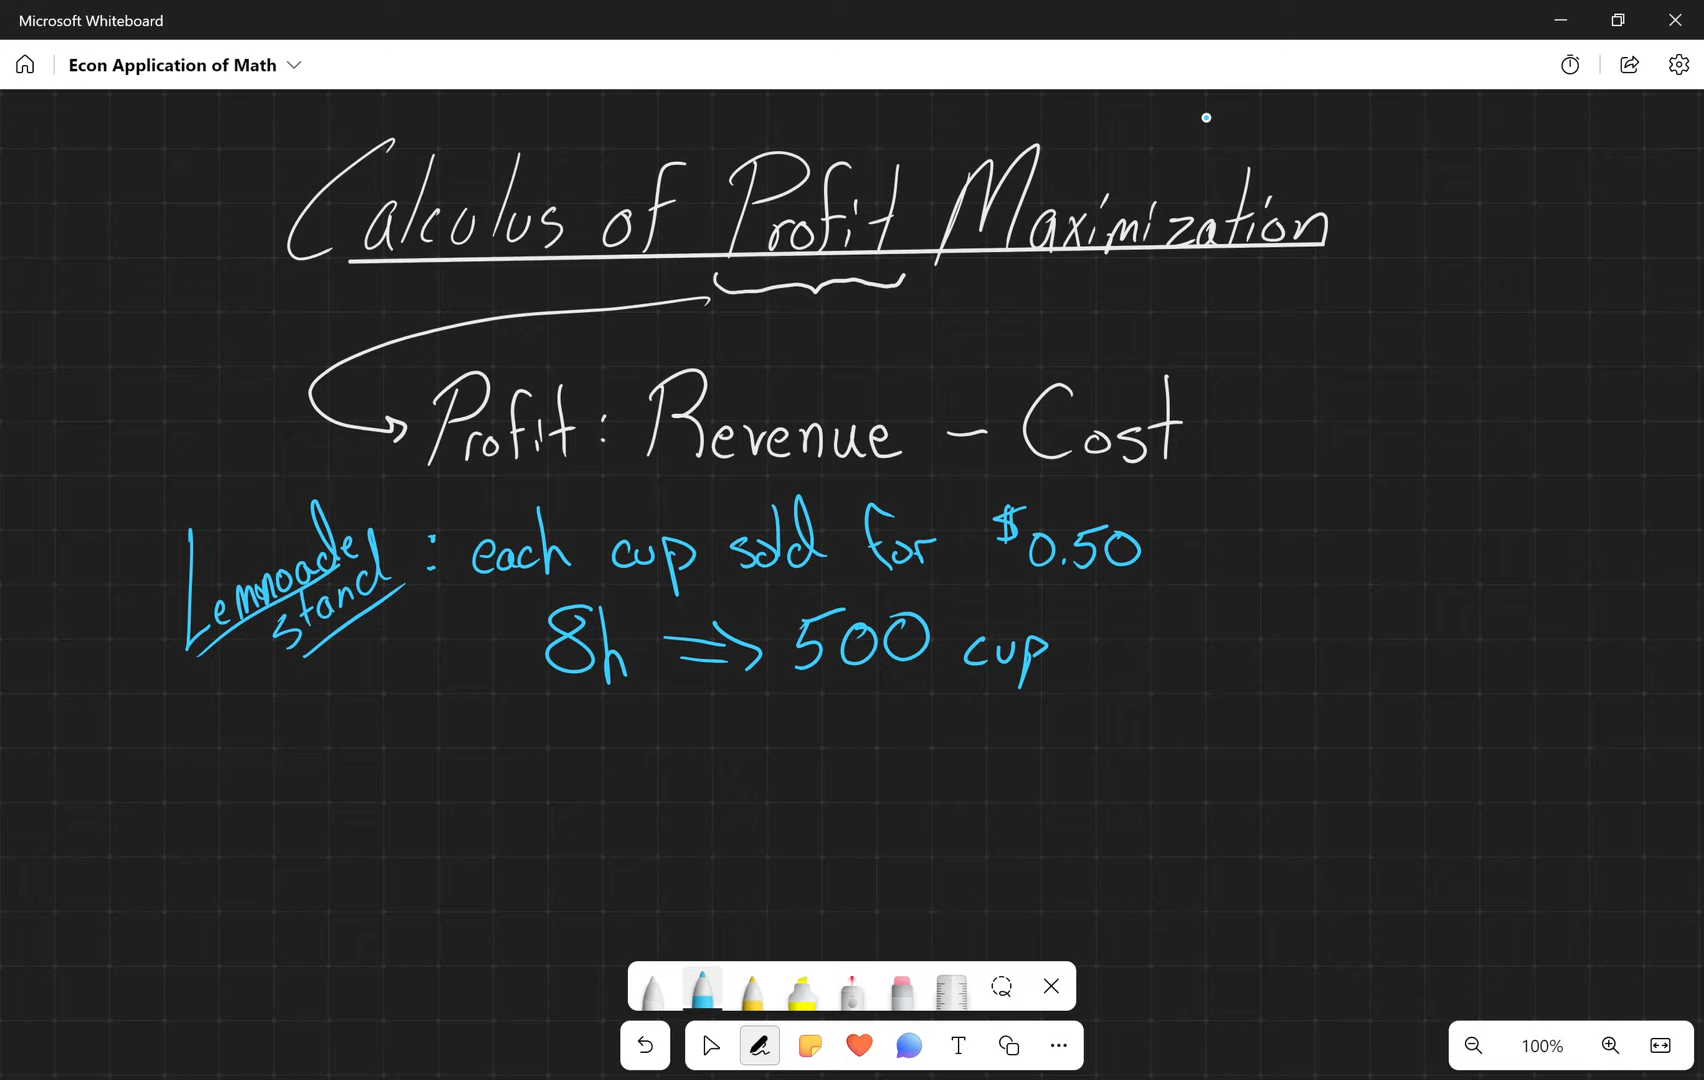 Microsoft Whiteboard
Econ Application of Math
Calculus of Profit Maximization
Profit: Revenue - Cost
Lemnoade stand : each cup sold for $0.50
8h => 500 cup
100%